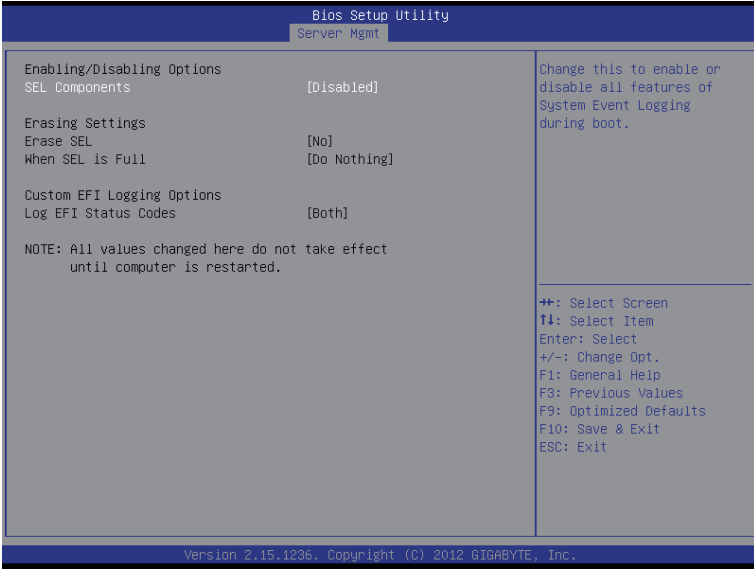 Bios Setup Utility
Server Mgmt
Enabling/Disabling Options
SEL Components [Disabled]
Erasing Settings
Erase SEL [No]
When SEL is Full [Do Nothing]
Custom EFI Logging Options
Log EFI Status Codes [Both]
NOTE: All values changed here do not take effect
until computer is restarted.
Change this to enable or
disable all features of
System Event Logging
during boot.
→←: Select Screen
↑↓: Select Item
Enter: Select
+/-: Change Opt.
F1: General Help
F3: Previous Values
F9: Optimized Defaults
F10: Save & Exit
ESC: Exit
Version 2.15.1236. Copyright (C) 2012 GIGABYTE, Inc.